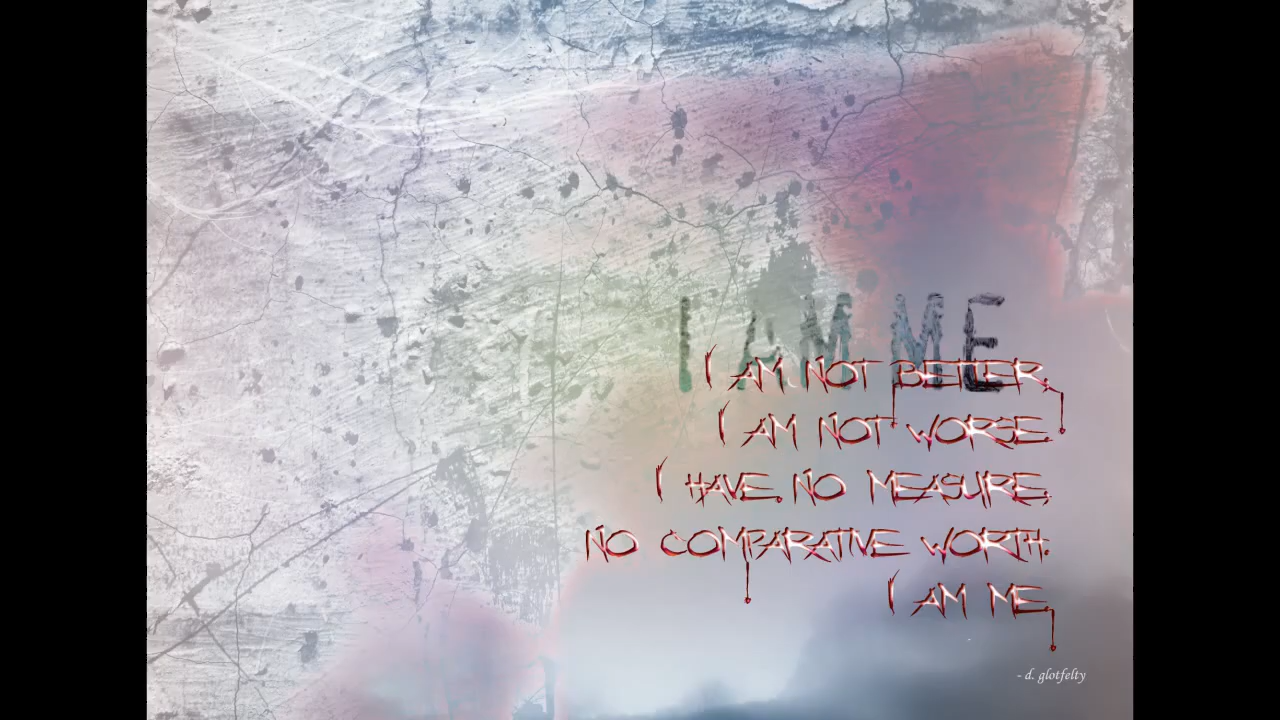 I AM ME
I AM NOT BETTER,
I AM NOT WORSE.
I HAVE NO MEASURE,
NO COMPARATIVE WORTH.
I AM ME.
- d. glotfelty